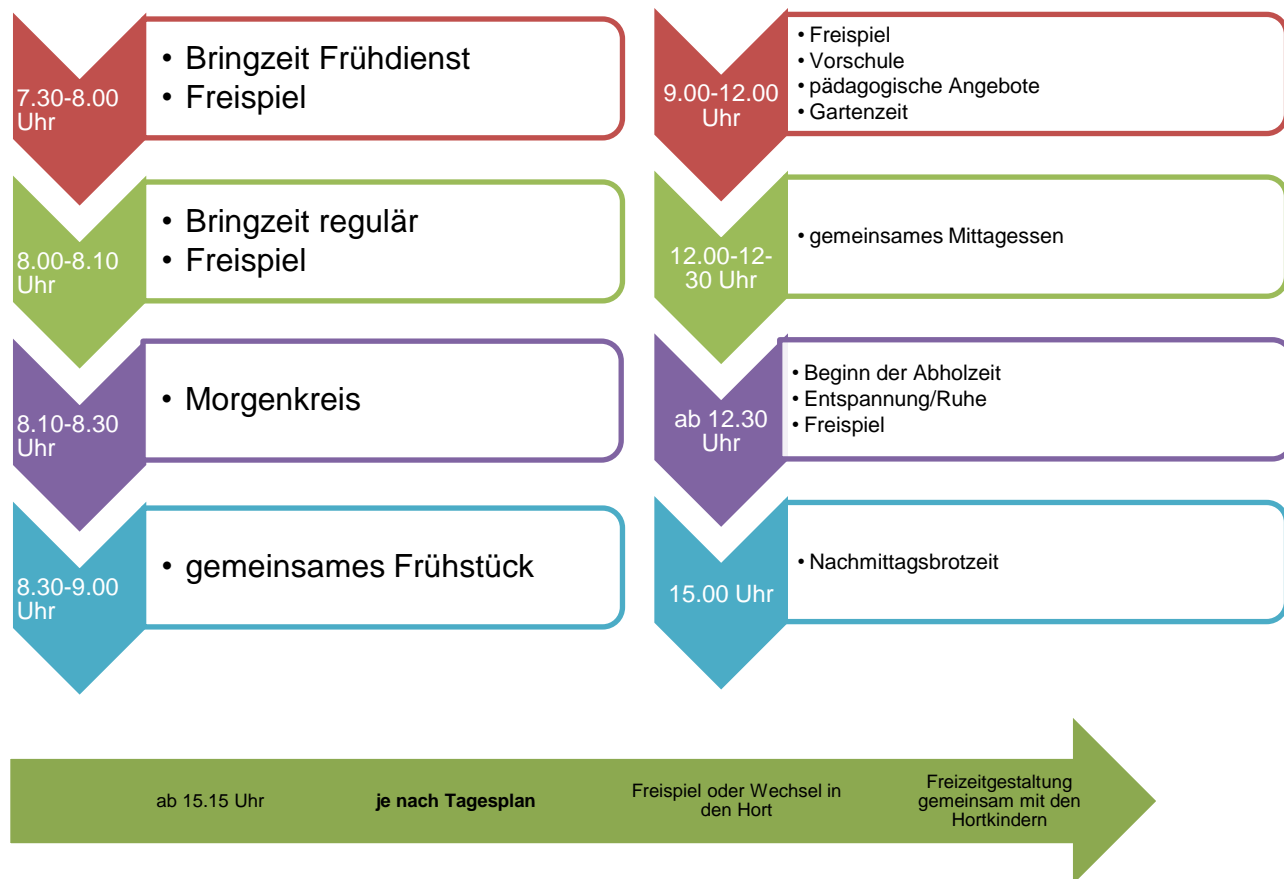 7.30-8.00
Uhr
• Bringzeit Frühdienst
• Freispiel
8.00-8.10
Uhr
• Bringzeit regulär
• Freispiel
8.10-8.30
Uhr
• Morgenkreis
8.30-9.00
Uhr
• gemeinsames Frühstück
9.00-12.00
Uhr
• Freispiel
• Vorschule
• pädagogische Angebote
• Gartenzeit
12.00-12-
30 Uhr
• gemeinsames Mittagessen
ab 12.30
Uhr
• Beginn der Abholzeit
• Entspannung/Ruhe
• Freispiel
15.00 Uhr
• Nachmittagsbrotzeit
ab 15.15 Uhr
je nach Tagesplan
Freispiel oder Wechsel in
den Hort
Freizeitgestaltung
gemeinsam mit den
Hortkindern